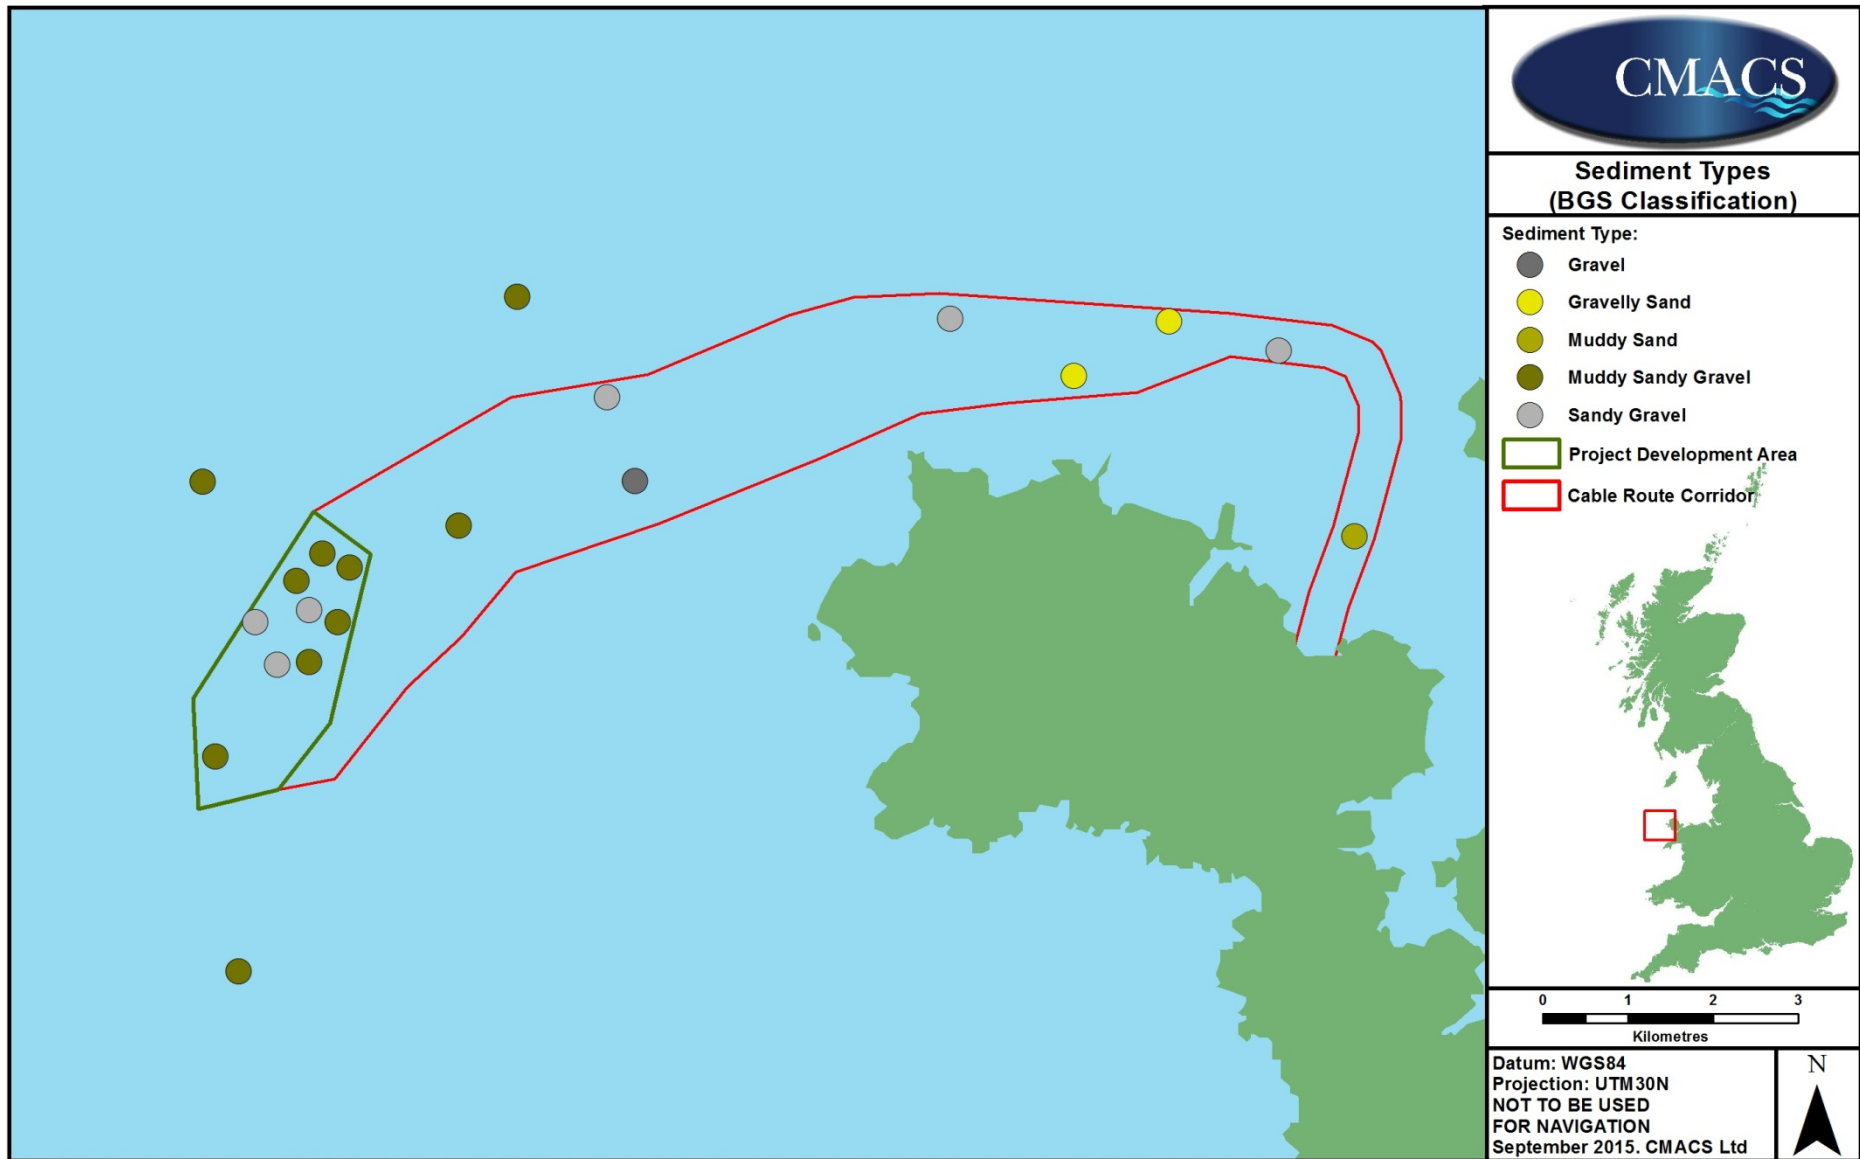 CMACS
Sediment Types
(BGS Classification)
Sediment Type:
Gravel
Gravelly Sand
Muddy Sand
Muddy Sandy Gravel
Sandy Gravel
Project Development Area
Cable Route Corridor
0 1 2 3
Kilometres
Datum: WGS84
Projection: UTM30N
NOT TO BE USED
FOR NAVIGATION
September 2015. CMACS Ltd
N